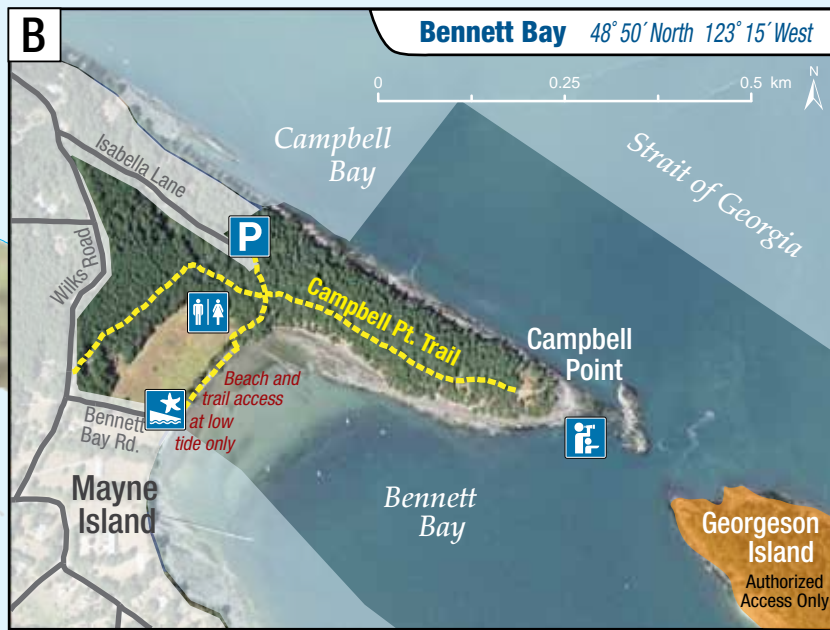 B
Bennett Bay 48° 50´ North 123° 15´ West
0 0.25 0.5 km
N
Campbell
Bay
Strait of Georgia
Isabella Lane
P
Wilks Road
Campbell Pt. Trail
Campbell
Point
Beach and
trail access
at low
tide only
Bennett
Bay Rd.
Mayne
Island
Bennett
Bay
Georgeson
Island
Authorized
Access Only